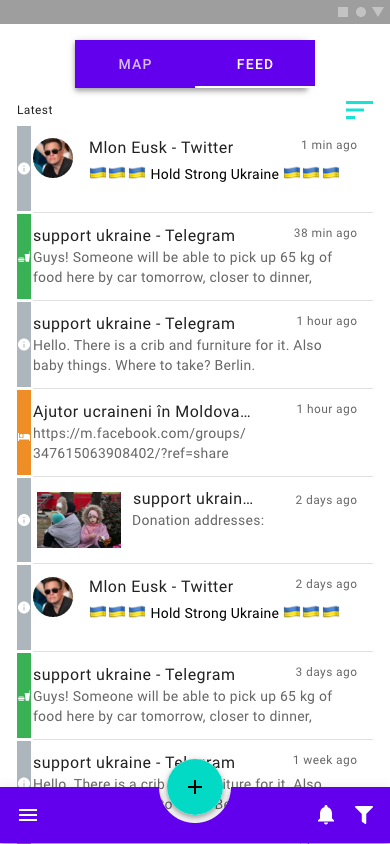 MAP
FEED
Latest
Mlon Eusk - Twitter
1 min ago
🇺🇦🇺🇦🇺🇦 Hold Strong Ukraine 🇺🇦🇺🇦🇺🇦
support ukraine - Telegram
38 min ago
Guys! Someone will be able to pick up 65 kg of
food here by car tomorrow, closer to dinner,
support ukraine - Telegram
1 hour ago
Hello. There is a crib and furniture for it. Also
baby things. Where to take? Berlin.
Ajutor ucraineni în Moldova...
1 hour ago
https://m.facebook.com/groups/
347615063908402/?ref=share
support ukrain...
2 days ago
Donation addresses:
Mlon Eusk - Twitter
2 days ago
🇺🇦🇺🇦🇺🇦 Hold Strong Ukraine 🇺🇦🇺🇦🇺🇦
support ukraine - Telegram
3 days ago
Guys! Someone will be able to pick up 65 kg of
food here by car tomorrow, closer to dinner,
support ukraine - Telegram
1 week ago
Hello. There is a crib furniture for it. Also